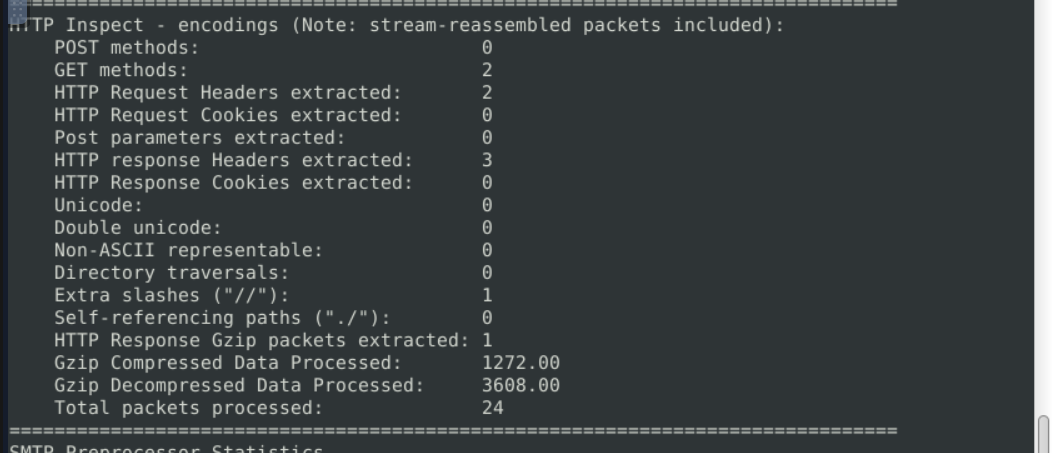 ==============================================================================
HTTP Inspect - encodings (Note: stream-reassembled packets included):
POST methods: 0
GET methods: 2
HTTP Request Headers extracted: 2
HTTP Request Cookies extracted: 0
Post parameters extracted: 0
HTTP response Headers extracted: 3
HTTP Response Cookies extracted: 0
Unicode: 0
Double unicode: 0
Non-ASCII representable: 0
Directory traversals: 0
Extra slashes ("//"): 1
Self-referencing paths ("./"): 0
HTTP Response Gzip packets extracted: 1
Gzip Compressed Data Processed: 1272.00
Gzip Decompressed Data Processed: 3608.00
Total packets processed: 24
===============================================================================
SMTP Preprocessor Statistics